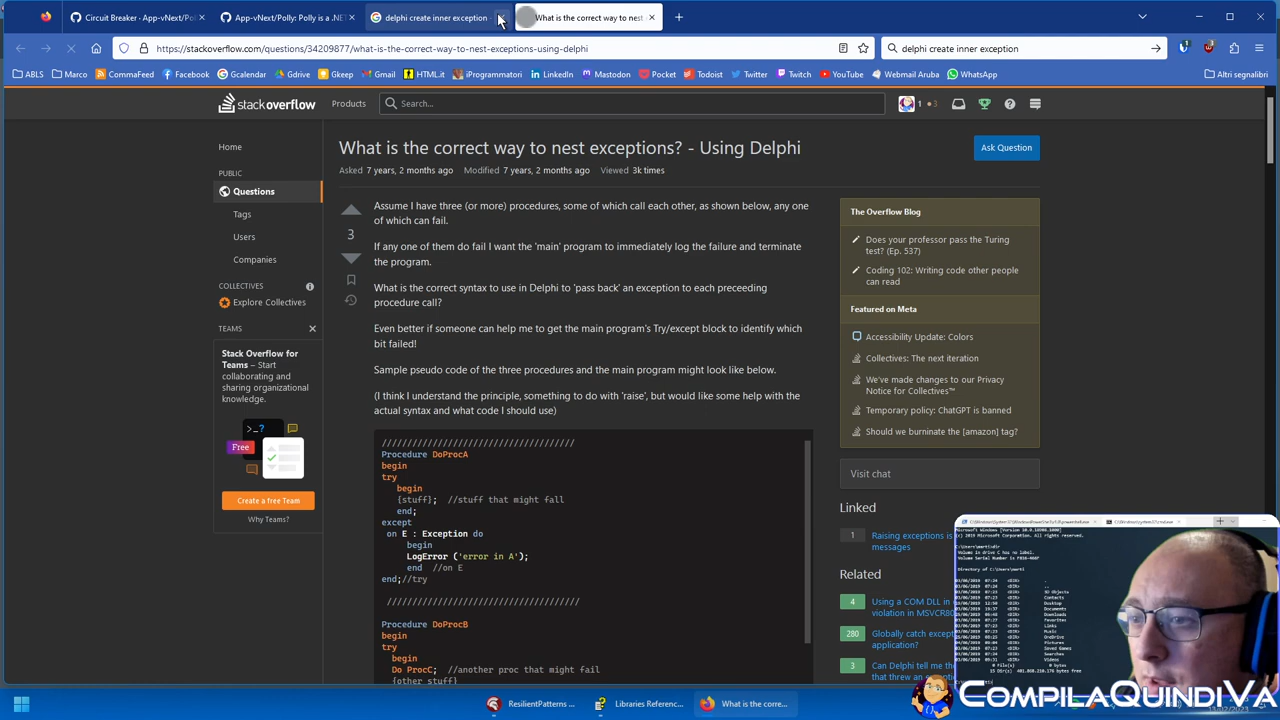 Circuit Breaker · App-vNext/Pol
App-vNext/Polly: Polly is a .NET
delphi create inner exception
What is the correct way to nest
https://stackoverflow.com/questions/34209877/what-is-the-correct-way-to-nest-exceptions-using-delphi
delphi create inner exception
ABLS
Marco
CommaFeed
Facebook
Gcalendar
Gdrive
Gkeep
Gmail
HTML.it
iProgrammatori
LinkedIn
Mastodon
Pocket
Todoist
Twitter
Twitch
YouTube
Webmail Aruba
WhatsApp
Altri segnalibri
stackoverflow
Products
Search...
1
3
Home
PUBLIC
Questions
Tags
Users
Companies
COLLECTIVES
Explore Collectives
TEAMS
Stack Overflow for
Teams – Start
collaborating and
sharing organizational
knowledge.
Free
Create a free Team
Why Teams?
What is the correct way to nest exceptions? - Using Delphi
Ask Question
Asked 7 years, 2 months ago
Modified 7 years, 2 months ago
Viewed 3k times
3
Assume I have three (or more) procedures, some of which call each other, as shown below, any one
of which can fail.
If any one of them do fail I want the 'main' program to immediately log the failure and terminate
the program.
What is the correct syntax to use in Delphi to 'pass back' an exception to each preceeding
procedure call?
Even better if someone can help me to get the main program's Try/except block to identify which
bit failed!
Sample pseudo code of the three procedures and the main program might look like below.
(I think I understand the principle, something to do with 'raise', but would like some help with the
actual syntax and what code I should use)
//////////////////////////////////////
Procedure DoProcA
begin
try
begin
{stuff}; //stuff that might fall
end;
except
on E : Exception do
begin
LogError ('error in A');
end //on E
end;//try
//////////////////////////////////////
Procedure DoProcB
begin
try
begin
Do ProcC; //another proc that might fail
{other stuff}
The Overflow Blog
Does your professor pass the Turing
test? (Ep. 537)
Coding 102: Writing code other people
can read
Featured on Meta
Accessibility Update: Colors
Collectives: The next iteration
We've made changes to our Privacy
Notice for Collectives™
Temporary policy: ChatGPT is banned
Should we burninate the [amazon] tag?
Visit chat
Linked
1
Raising exceptions is
messages
Related
4
Using a COM DLL in
violation in MSVCR80
280
Globally catch except
application?
3
Can Delphi tell me th
that threw an except
COMPILAQUINDIVA
ResilientPatterns ...
Libraries Referenc...
What is the corre...